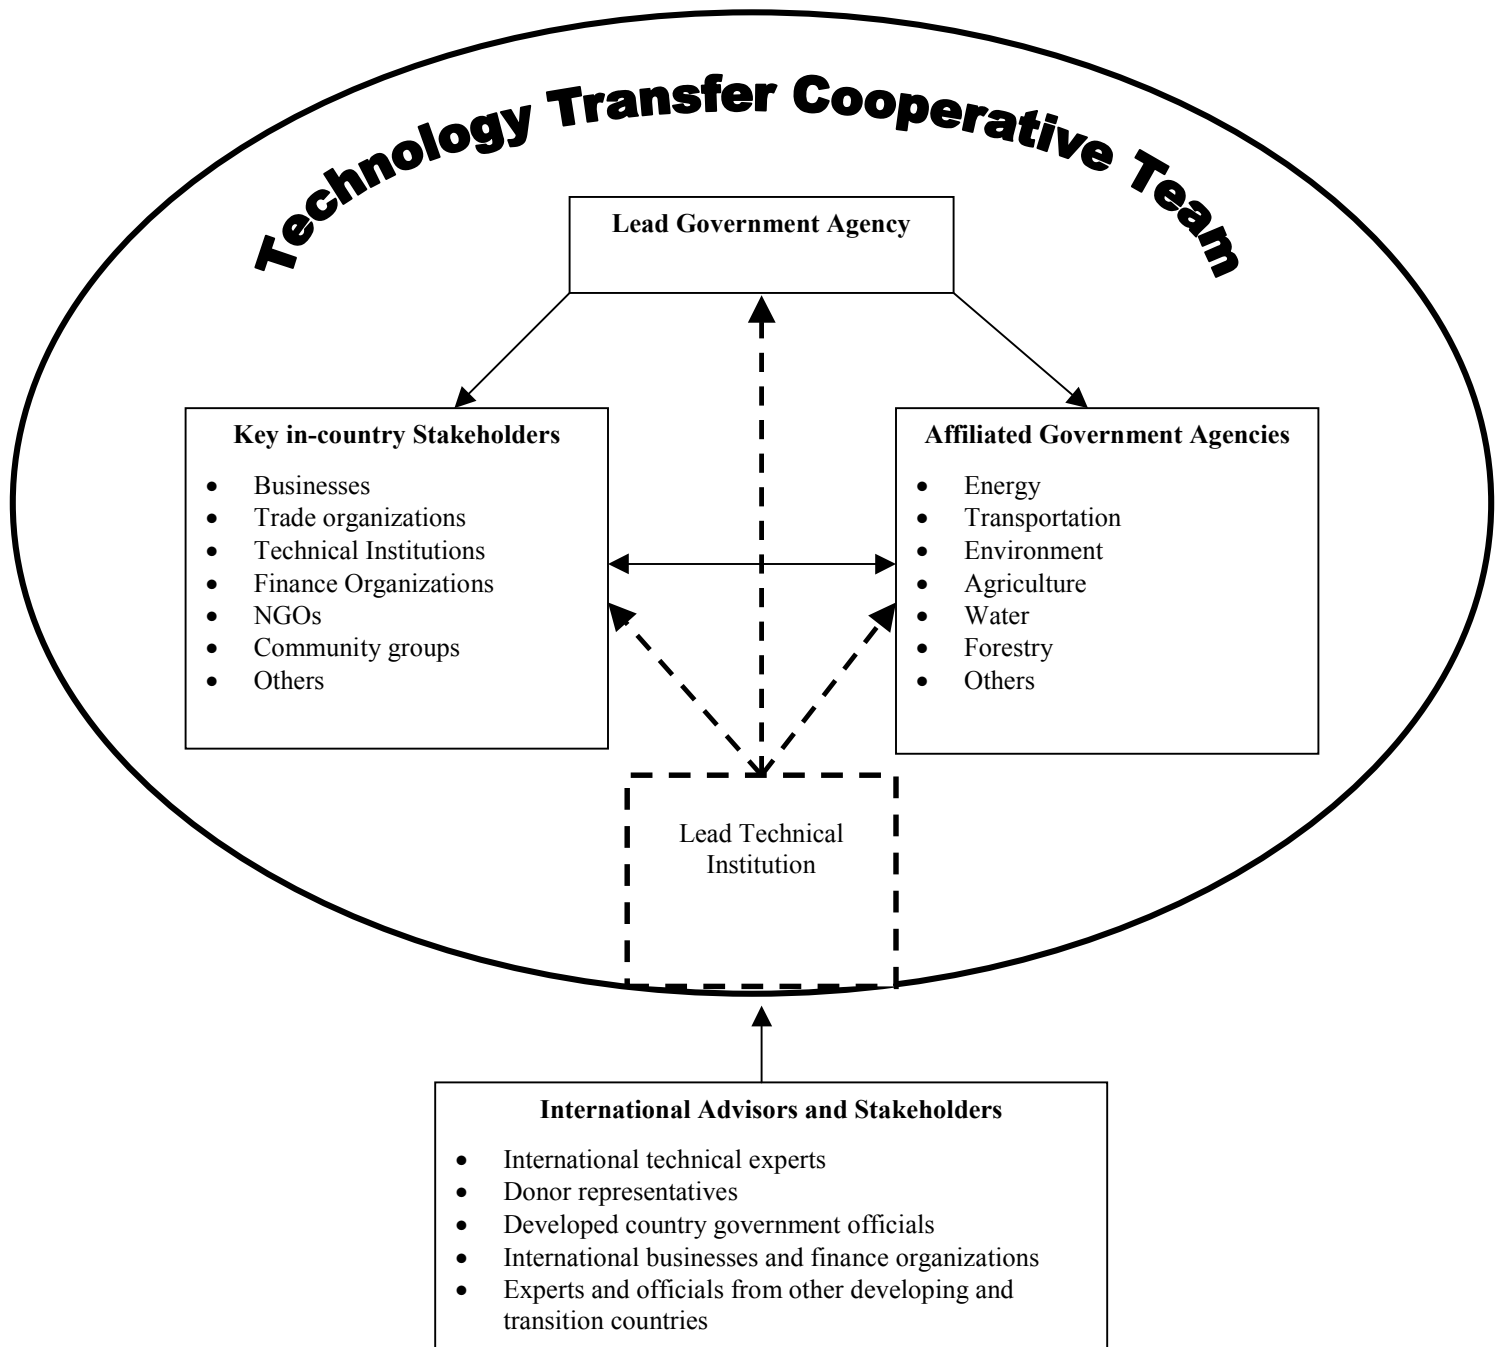 Technology Transfer Cooperative Team
Lead Government Agency
Key in-country Stakeholders
• Businesses
• Trade organizations
• Technical Institutions
• Finance Organizations
• NGOs
• Community groups
• Others
Affiliated Government Agencies
• Energy
• Transportation
• Environment
• Agriculture
• Water
• Forestry
• Others
Lead Technical
Institution
International Advisors and Stakeholders
• International technical experts
• Donor representatives
• Developed country government officials
• International businesses and finance organizations
• Experts and officials from other developing and
transition countries